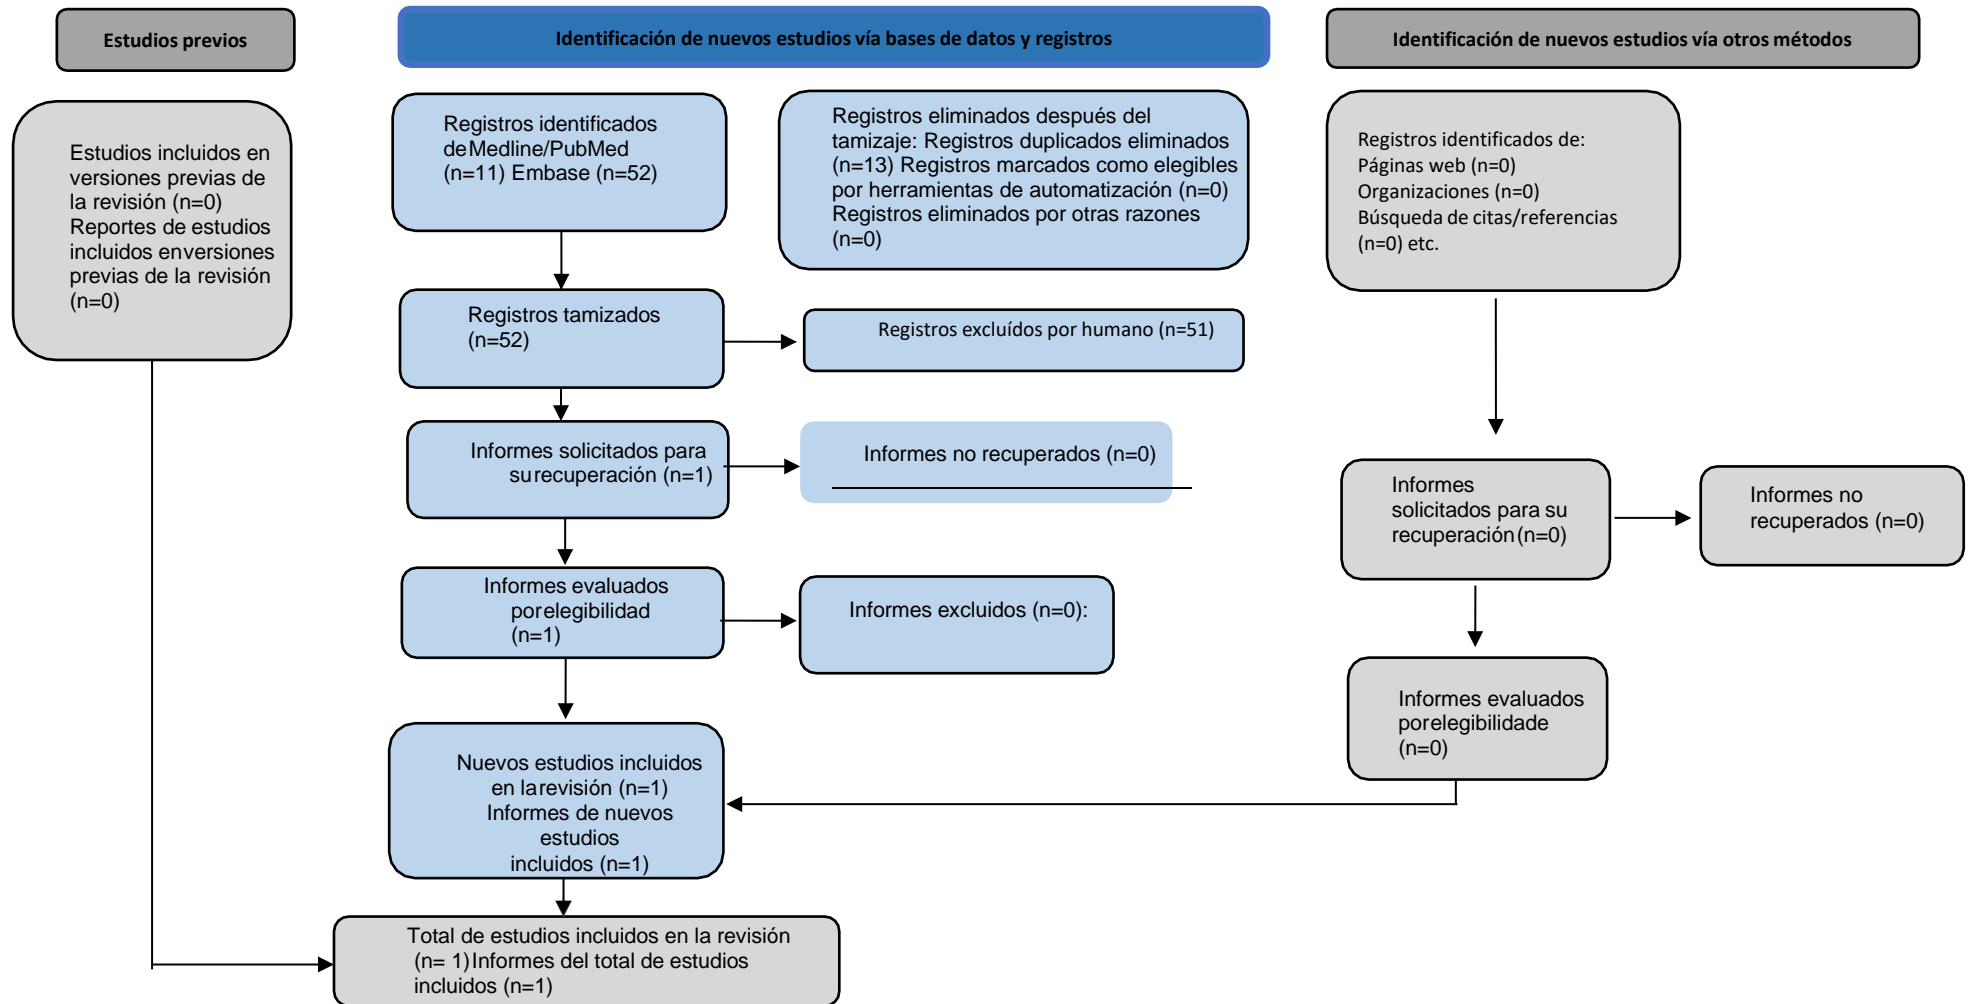 Estudios previos
Identificación de nuevos estudios vía bases de datos y registros
Identificación de nuevos estudios vía otros métodos
Estudios incluidos en
versiones previas de
la revisión (n=0)
Reportes de estudios
incluidos enversiones
previas de la revisión
(n=0)
Registros identificados
deMedline/PubMed
(n=11) Embase (n=52)
Registros eliminados después del
tamizaje: Registros duplicados eliminados
(n=13) Registros marcados como elegibles
por herramientas de automatización (n=0)
Registros eliminados por otras razones
(n=0)
Registros identificados de:
Páginas web (n=0)
Organizaciones (n=0)
Búsqueda de citas/referencias
(n=0) etc.
Registros tamizados
(n=52)
Registros excluídos por humano (n=51)
Informes solicitados para
surecuperación (n=1)
Informes no recuperados (n=0)
Informes
solicitados para su
recuperación(n=0)
Informes no
recuperados (n=0)
Informes evaluados
porelegibilidad
(n=1)
Informes excluidos (n=0):
Informes evaluados
porelegibilidade
(n=0)
Nuevos estudios incluidos
en larevisión (n=1)
Informes de nuevos
estudios
incluidos (n=1)
Total de estudios incluidos en la revisión
(n= 1)Informes del total de estudios
incluidos (n=1)